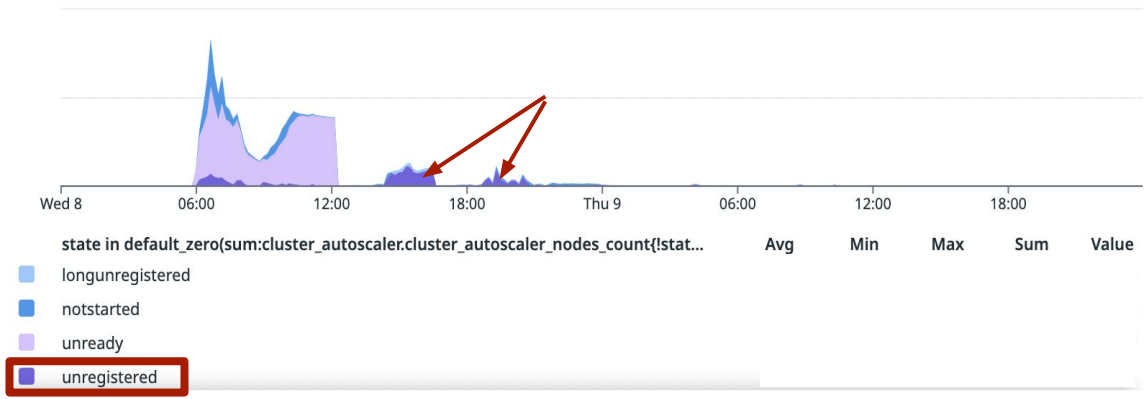 Wed 8 06:00 12:00 18:00 Thu 9 06:00 12:00 18:00
state in default_zero(sum:cluster_autoscaler.cluster_autoscaler_nodes_count{!stat... Avg Min Max Sum Value
longunregistered
notstarted
unready
unregistered